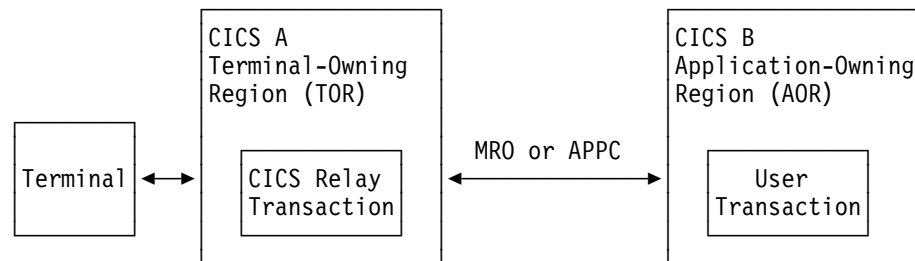 CICS A
Terminal-Owning
Region (TOR)
CICS B
Application-Owning
Region (AOR)
Terminal
CICS Relay
Transaction
MRO or APPC
User
Transaction